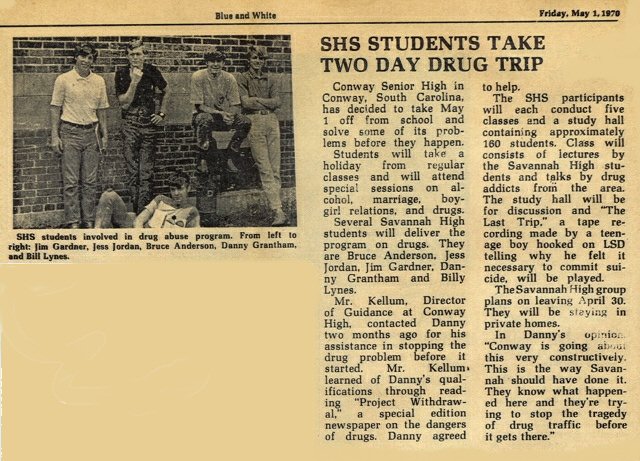 Blue and White
Friday, May 1, 1970
SHS students involved in drug abuse program. From left to
right: Jim Gardner, Jess Jordan, Bruce Anderson, Danny Grantham,
and Bill Lynes.
SHS STUDENTS TAKE
TWO DAY DRUG TRIP
Conway Senior High in
Conway, South Carolina,
has decided to take May
1 off from school and
solve some of its prob-
lems before they happen.
Students will take a
holiday from regular
classes and will attend
special sessions on al-
cohol, marriage, boy-
girl relations, and drugs.
Several Savannah High
students will deliver the
program on drugs. They
are Bruce Anderson, Jess
Jordan, Jim Gardner, Dan-
ny Grantham and Billy
Lynes.
Mr. Kellum, Director
of Guidance at Conway
High, contacted Danny
two months ago for his
assistance in stopping the
drug problem before it
started. Mr. Kellum
learned of Danny's qual-
ifications through read-
ing "Project Withdraw-
al," a special edition
newspaper on the dangers
of drugs. Danny agreed
to help.
The SHS participants
will each conduct five
classes and a study hall
containing approximately
160 students. Class will
consists of lectures by
the Savannah High stu-
dents and talks by drug
addicts from the area.
The study hall will be
for discussion and "The
Last Trip," a tape re-
cording made by a teen-
age boy hooked on LSD
telling why he felt it
necessary to commit sui-
cide, will be played.
The Savannah High group
plans on leaving April 30.
They will be staying in
private homes.
In Danny's opinion,
"Conway is going about
this very constructively.
This is the way Savan-
nah should have done it.
They know what happen-
ed here and they're try-
ing to stop the tragedy
of drug traffic before
it gets there."